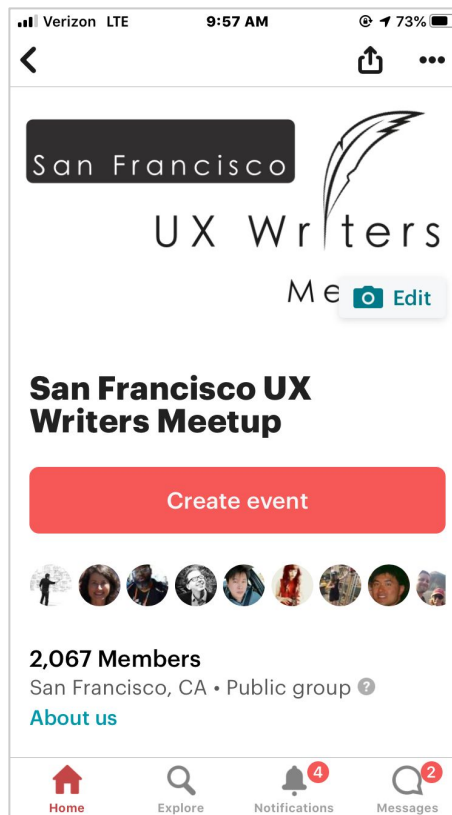 Verizon LTE 9:57 AM 73%
San Francisco
UX Writers
Me
Edit
San Francisco UX
Writers Meetup
Create event
2,067 Members
San Francisco, CA • Public group ?
About us
4 2
Home Explore Notifications Messages